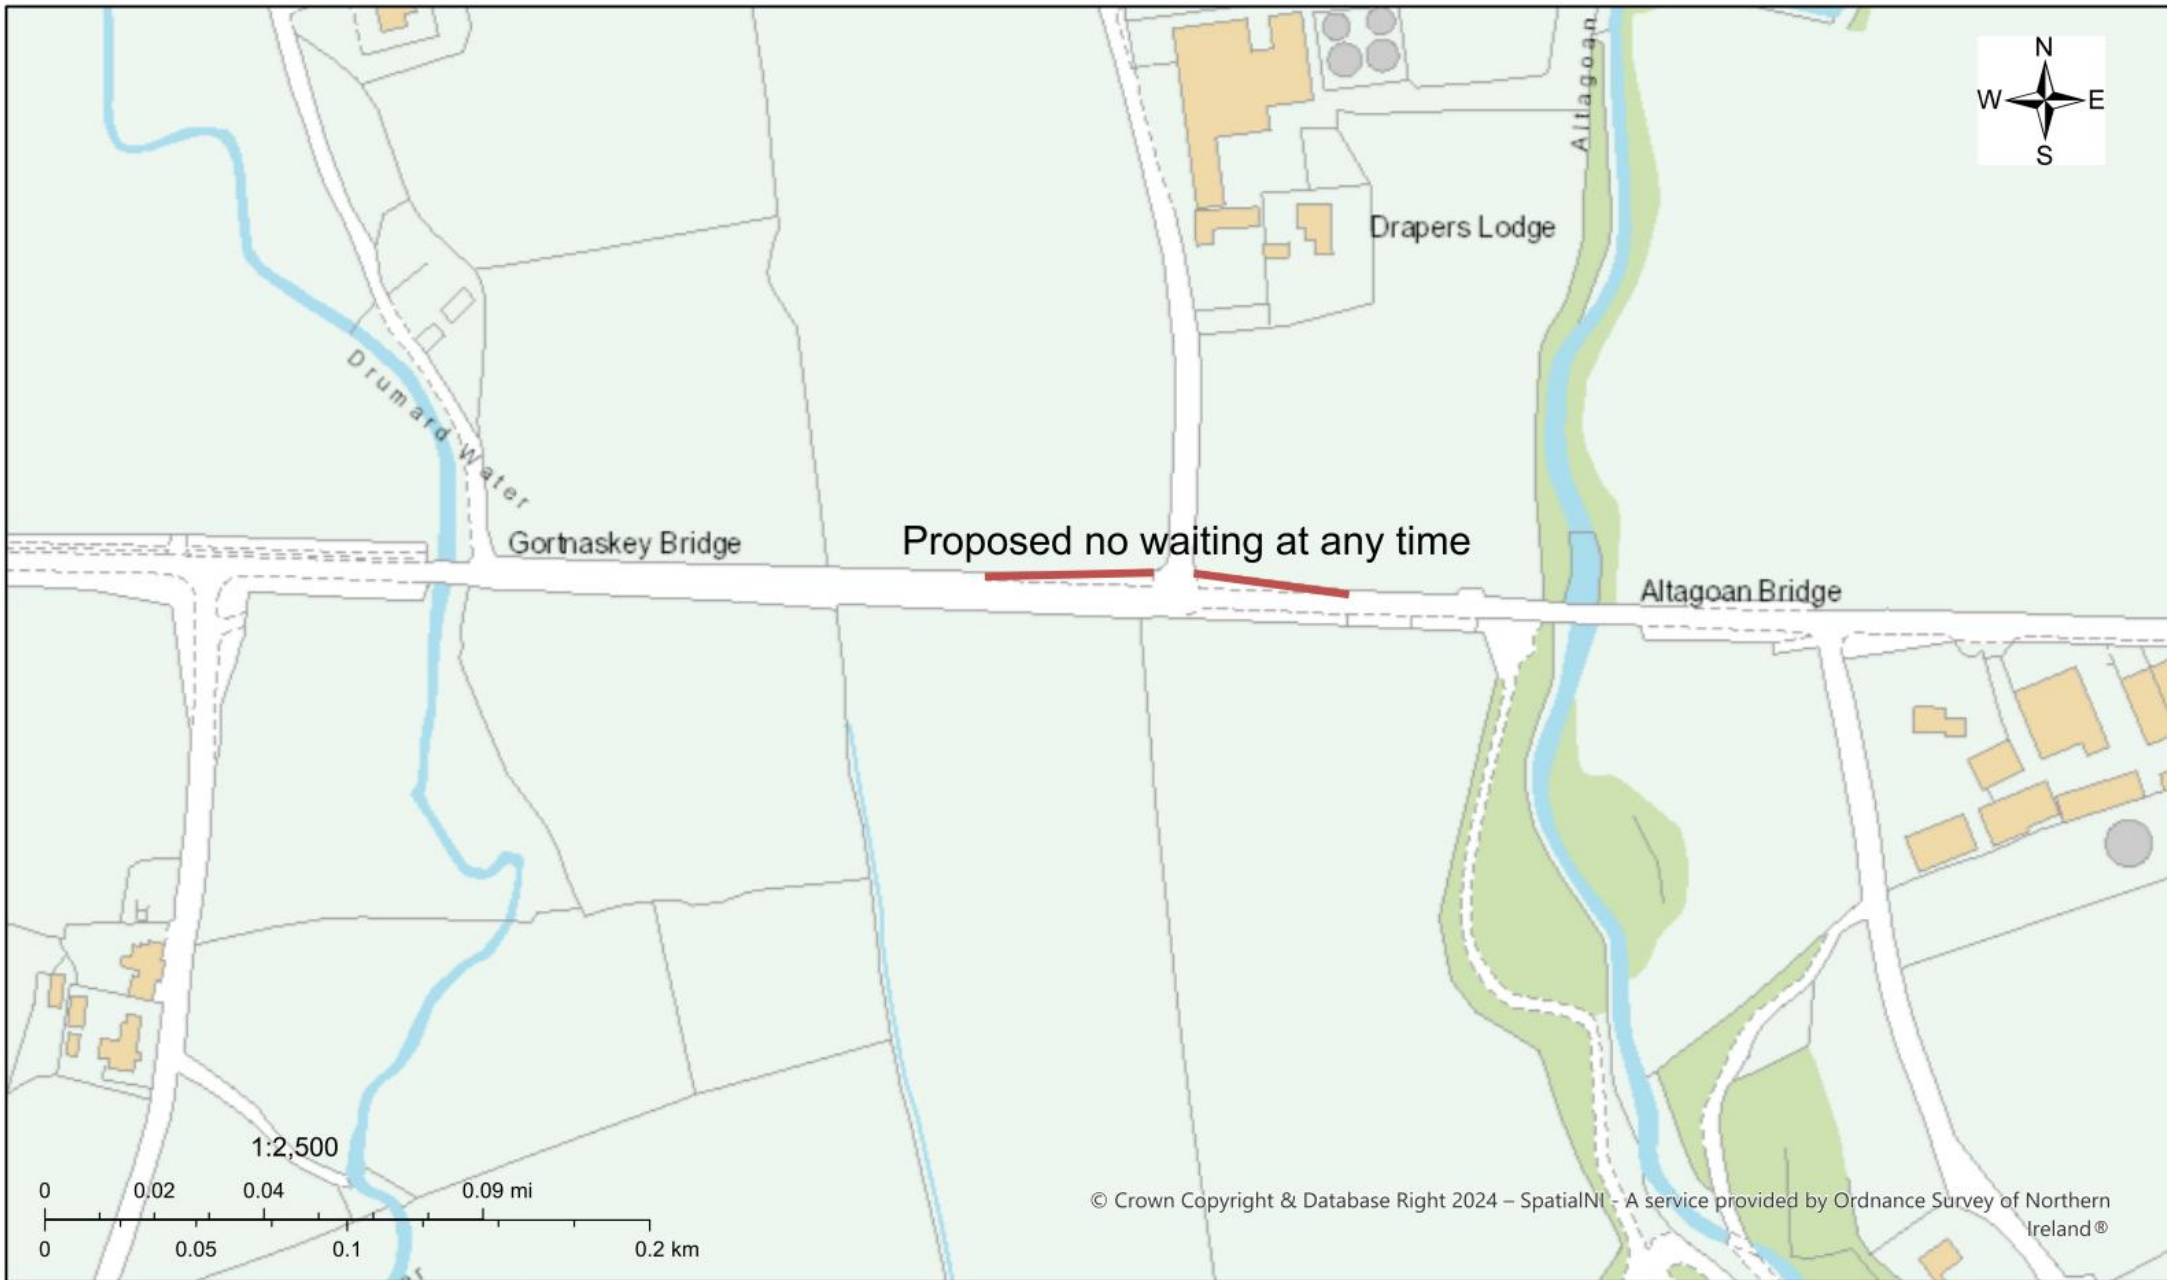 Altagoan
N
W E
S
Drapers Lodge
Drumard Water
Gortnaskey Bridge
Proposed no waiting at any time
Altagoan Bridge
1:2,500
0 0.02 0.04 0.09 mi
0 0.05 0.1 0.2 km
© Crown Copyright & Database Right 2024 – SpatialNI - A service provided by Ordnance Survey of Northern
Ireland®